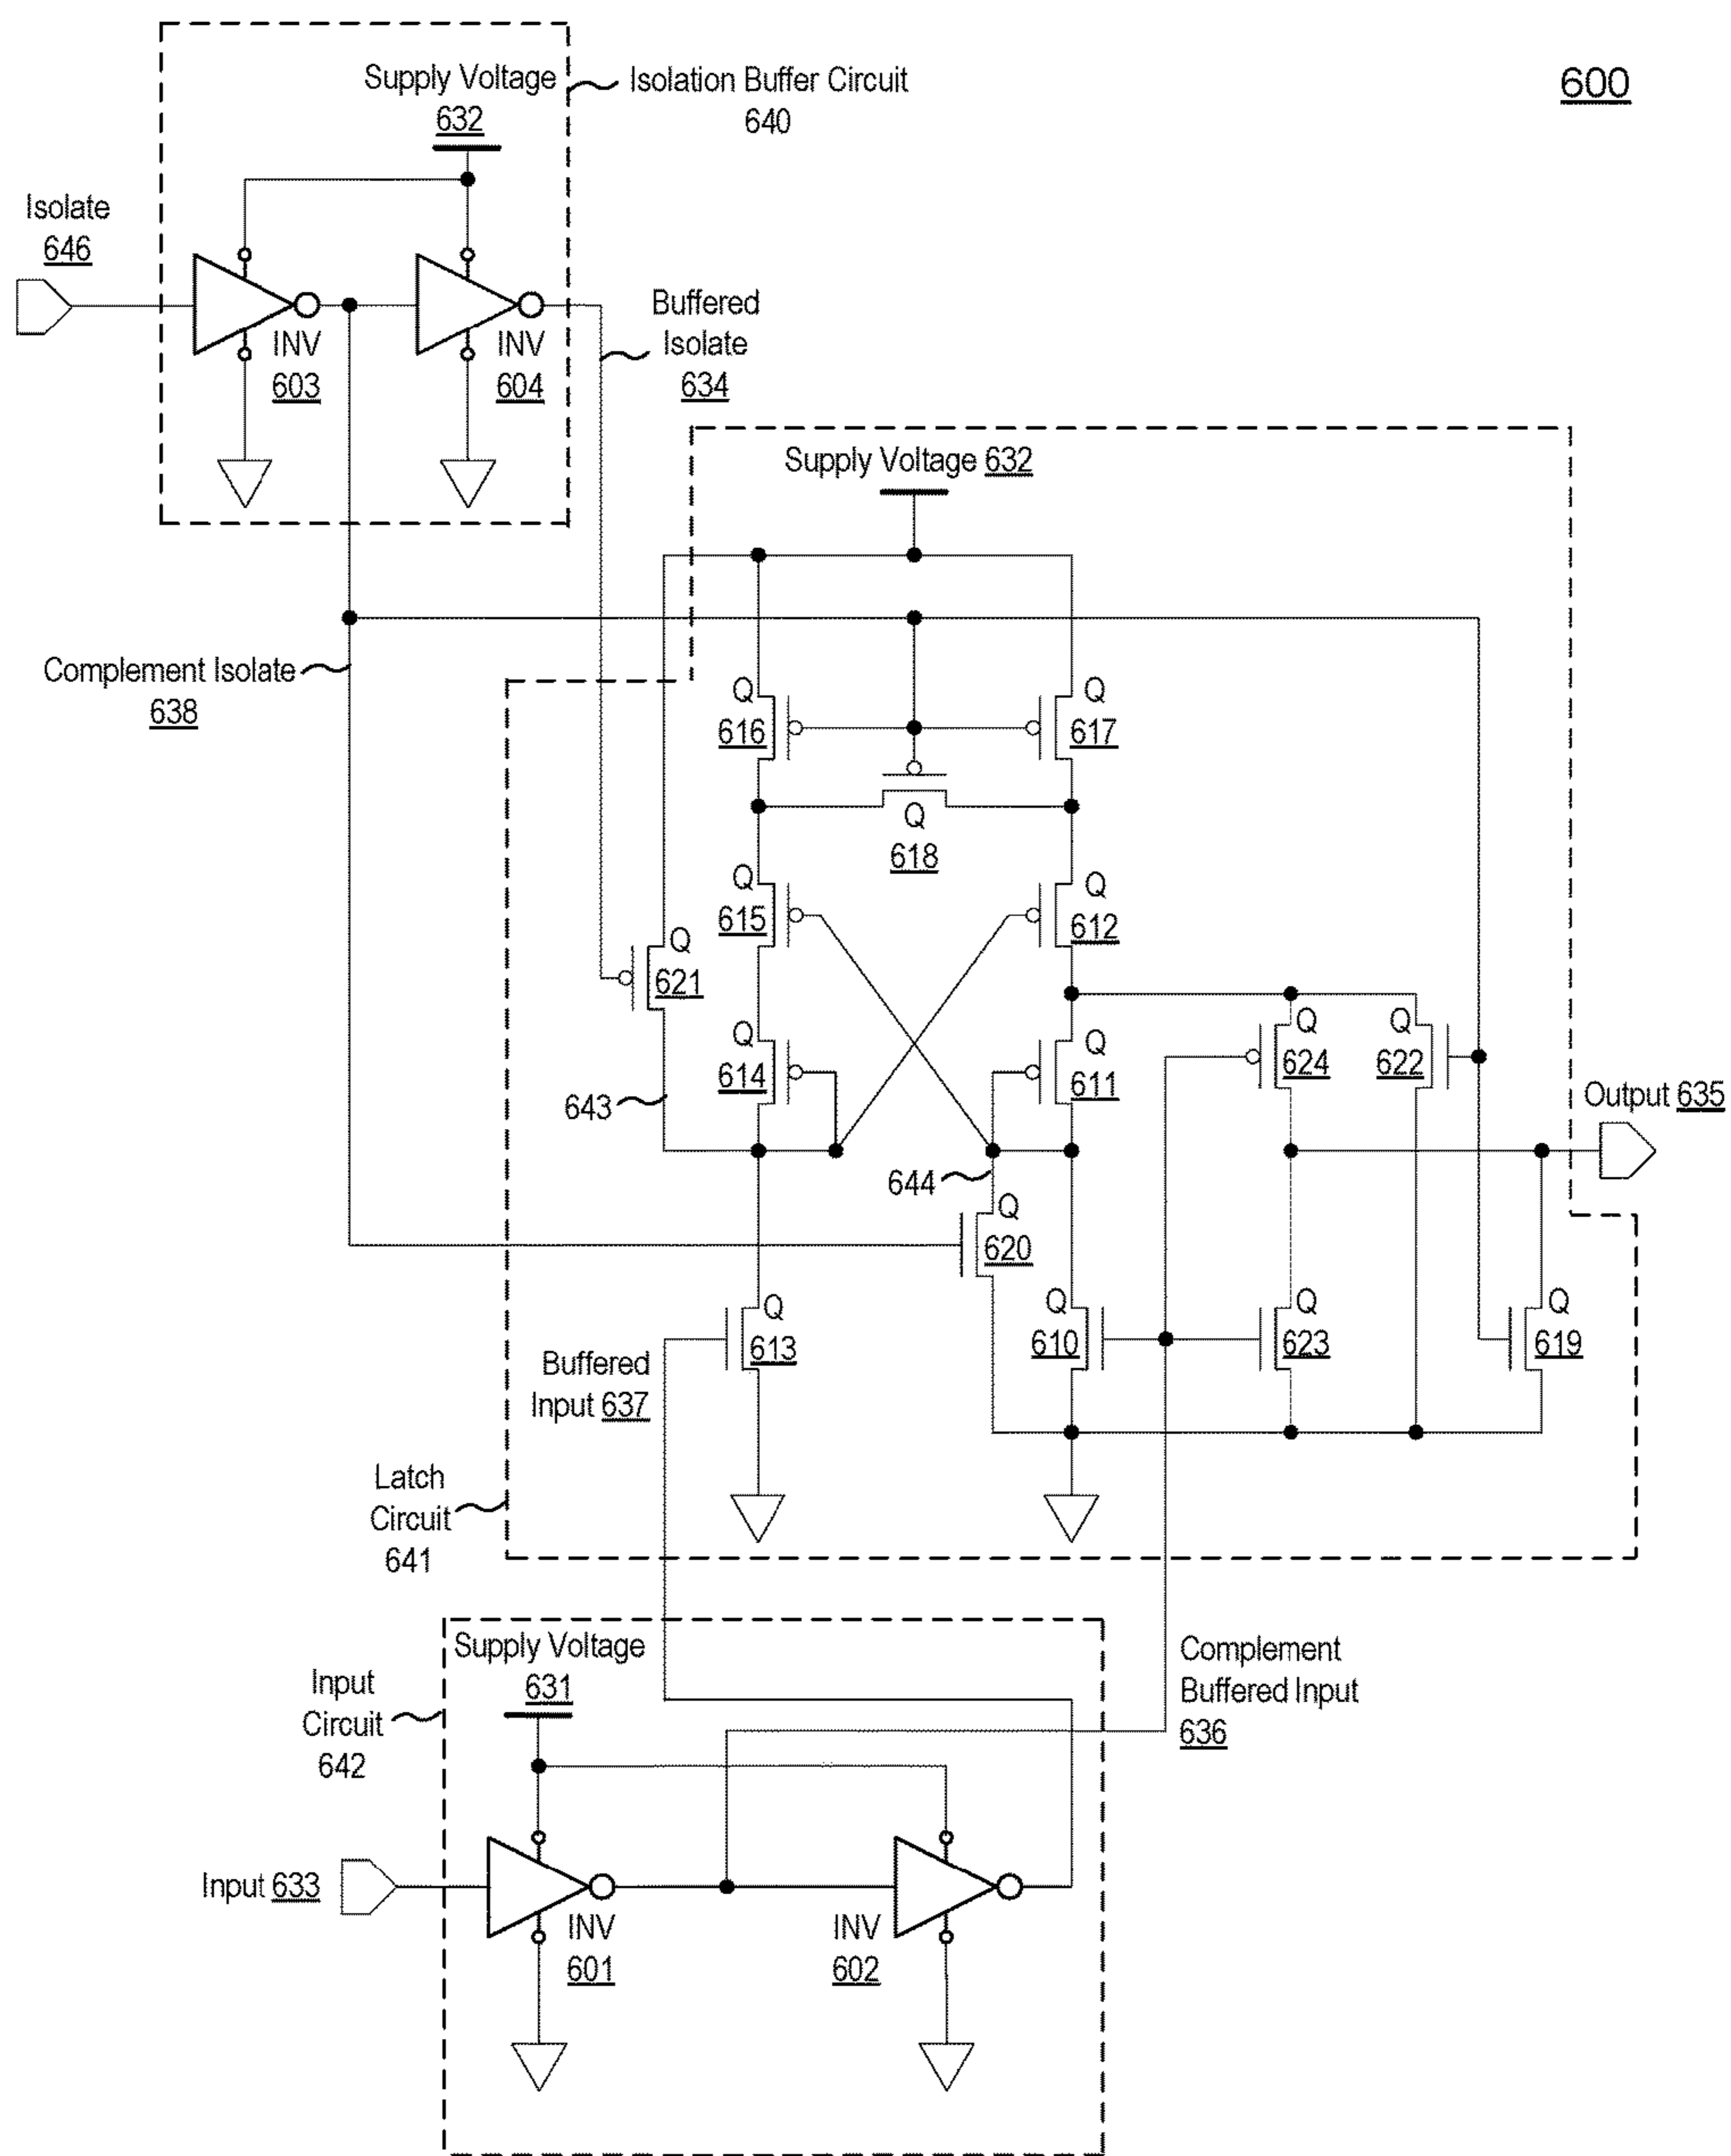 600
Supply Voltage
632
Isolation Buffer Circuit
640
Isolate
646
INV
603
INV
604
Buffered
Isolate
634
Supply Voltage 632
Complement Isolate
638
Q
616
Q
617
Q
618
Q
615
Q
612
Q
621
Q
614
Q
611
Q
624
Q
622
643
Output 635
644
Q
620
Q
613
Q
610
Q
623
Q
619
Buffered
Input 637
Latch
Circuit
641
Supply Voltage
631
Input
Circuit
642
Complement
Buffered Input
636
Input 633
INV
601
INV
602